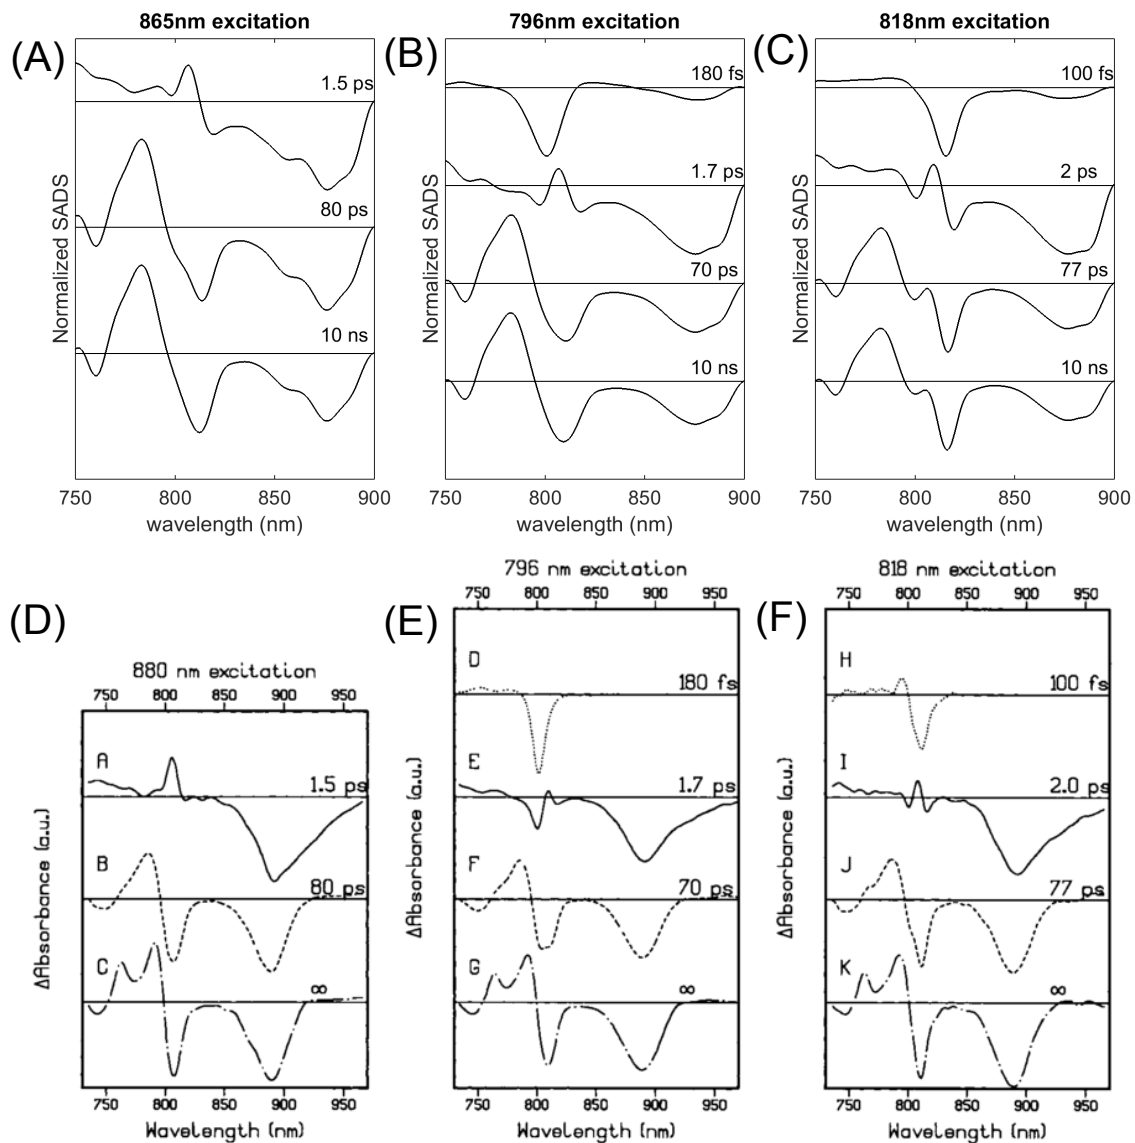 865nm excitation
796nm excitation
818nm excitation
(A)
(B)
(C)
1.5 ps
80 ps
10 ns
180 fs
1.7 ps
70 ps
10 ns
100 fs
2 ps
77 ps
10 ns
Normalized SADS
Normalized SADS
Normalized SADS
750 800 850 900
750 800 850 900
750 800 850 900
wavelength (nm)
wavelength (nm)
wavelength (nm)
(D)
880 nm excitation
750 800 850 900 950
A 1.5 ps
B 80 ps
C ∞
ΔAbsorbance (a.u.)
750 800 850 900 950
Wavelength (nm)
(E)
796 nm excitation
750 800 850 900 950
D 180 fs
E 1.7 ps
F 70 ps
G ∞
ΔAbsorbance (a.u.)
750 800 850 900 950
Wavelength (nm)
(F)
818 nm excitation
750 800 850 900 950
H 100 fs
I 2.0 ps
J 77 ps
K ∞
ΔAbsorbance (a.u.)
750 800 850 900 950
Wavelength (nm)